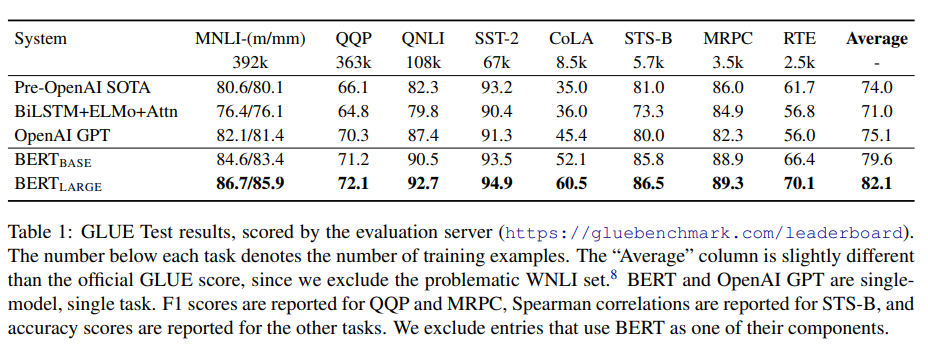 System MNLI-(m/mm) QQP QNLI SST-2 CoLA STS-B MRPC RTE Average
392k 363k 108k 67k 8.5k 5.7k 3.5k 2.5k -
Pre-OpenAI SOTA 80.6/80.1 66.1 82.3 93.2 35.0 81.0 86.0 61.7 74.0
BiLSTM+ELMo+Attn 76.4/76.1 64.8 79.8 90.4 36.0 73.3 84.9 56.8 71.0
OpenAI GPT 82.1/81.4 70.3 87.4 91.3 45.4 80.0 82.3 56.0 75.1
BERTBASE 84.6/83.4 71.2 90.5 93.5 52.1 85.8 88.9 66.4 79.6
BERTLARGE 86.7/85.9 72.1 92.7 94.9 60.5 86.5 89.3 70.1 82.1
Table 1: GLUE Test results, scored by the evaluation server (https://gluebenchmark.com/leaderboard).
The number below each task denotes the number of training examples. The “Average” column is slightly different
than the official GLUE score, since we exclude the problematic WNLI set.8 BERT and OpenAI GPT are single-
model, single task. F1 scores are reported for QQP and MRPC, Spearman correlations are reported for STS-B, and
accuracy scores are reported for the other tasks. We exclude entries that use BERT as one of their components.